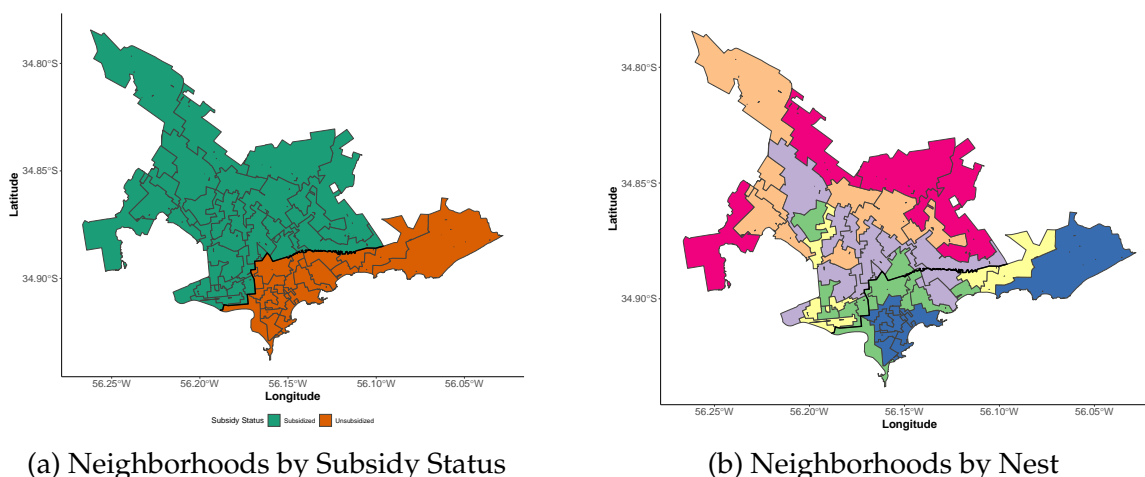 34.80°S
34.85°S
34.90°S
Latitude
56.25°W 56.20°W 56.15°W 56.10°W 56.05°W
Longitude
Subsidy Status Subsidized Unsubsidized
(a) Neighborhoods by Subsidy Status
34.80°S
34.85°S
34.90°S
Latitude
56.25°W 56.20°W 56.15°W 56.10°W 56.05°W
Longitude
(b) Neighborhoods by Nest